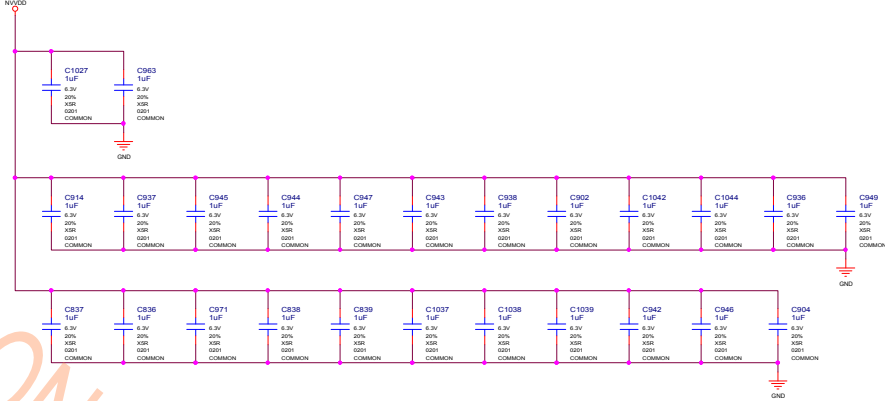 NVVDD
C1027
1uF
6.3V
20%
X5R
0201
COMMON
C963
1uF
6.3V
20%
X5R
0201
COMMON
GND
C914
1uF
6.3V
20%
X5R
0201
COMMON
C937
1uF
6.3V
20%
X5R
0201
COMMON
C945
1uF
6.3V
20%
X5R
0201
COMMON
C944
1uF
6.3V
20%
X5R
0201
COMMON
C947
1uF
6.3V
20%
X5R
0201
COMMON
C943
1uF
6.3V
20%
X5R
0201
COMMON
C938
1uF
6.3V
20%
X5R
0201
COMMON
C902
1uF
6.3V
20%
X5R
0201
COMMON
C1042
1uF
6.3V
20%
X5R
0201
COMMON
C1044
1uF
6.3V
20%
X5R
0201
COMMON
C936
1uF
6.3V
20%
X5R
0201
COMMON
C949
1uF
6.3V
20%
X5R
0201
COMMON
GND
C837
1uF
6.3V
20%
X5R
0201
COMMON
C836
1uF
6.3V
20%
X5R
0201
COMMON
C971
1uF
6.3V
20%
X5R
0201
COMMON
C838
1uF
6.3V
20%
X5R
0201
COMMON
C839
1uF
6.3V
20%
X5R
0201
COMMON
C1037
1uF
6.3V
20%
X5R
0201
COMMON
C1038
1uF
6.3V
20%
X5R
0201
COMMON
C1039
1uF
6.3V
20%
X5R
0201
COMMON
C942
1uF
6.3V
20%
X5R
0201
COMMON
C946
1uF
6.3V
20%
X5R
0201
COMMON
C904
1uF
6.3V
20%
X5R
0201
COMMON
GND